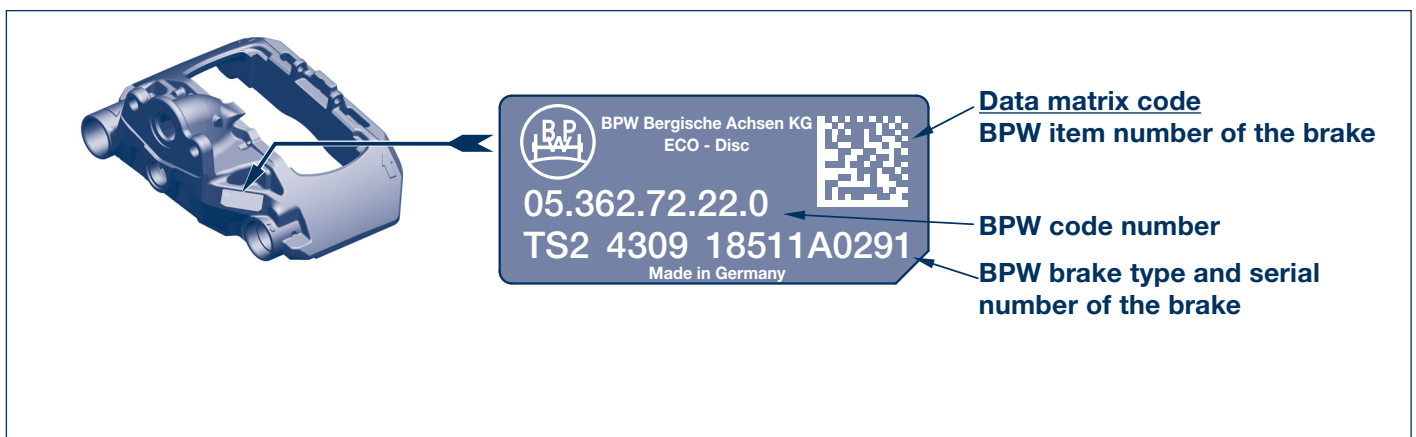 BPW
BPW Bergische Achsen KG
ECO - Disc
05.362.72.22.0
TS2 4309 18511A0291
Made in Germany
Data matrix code
BPW item number of the brake
BPW code number
BPW brake type and serial
number of the brake